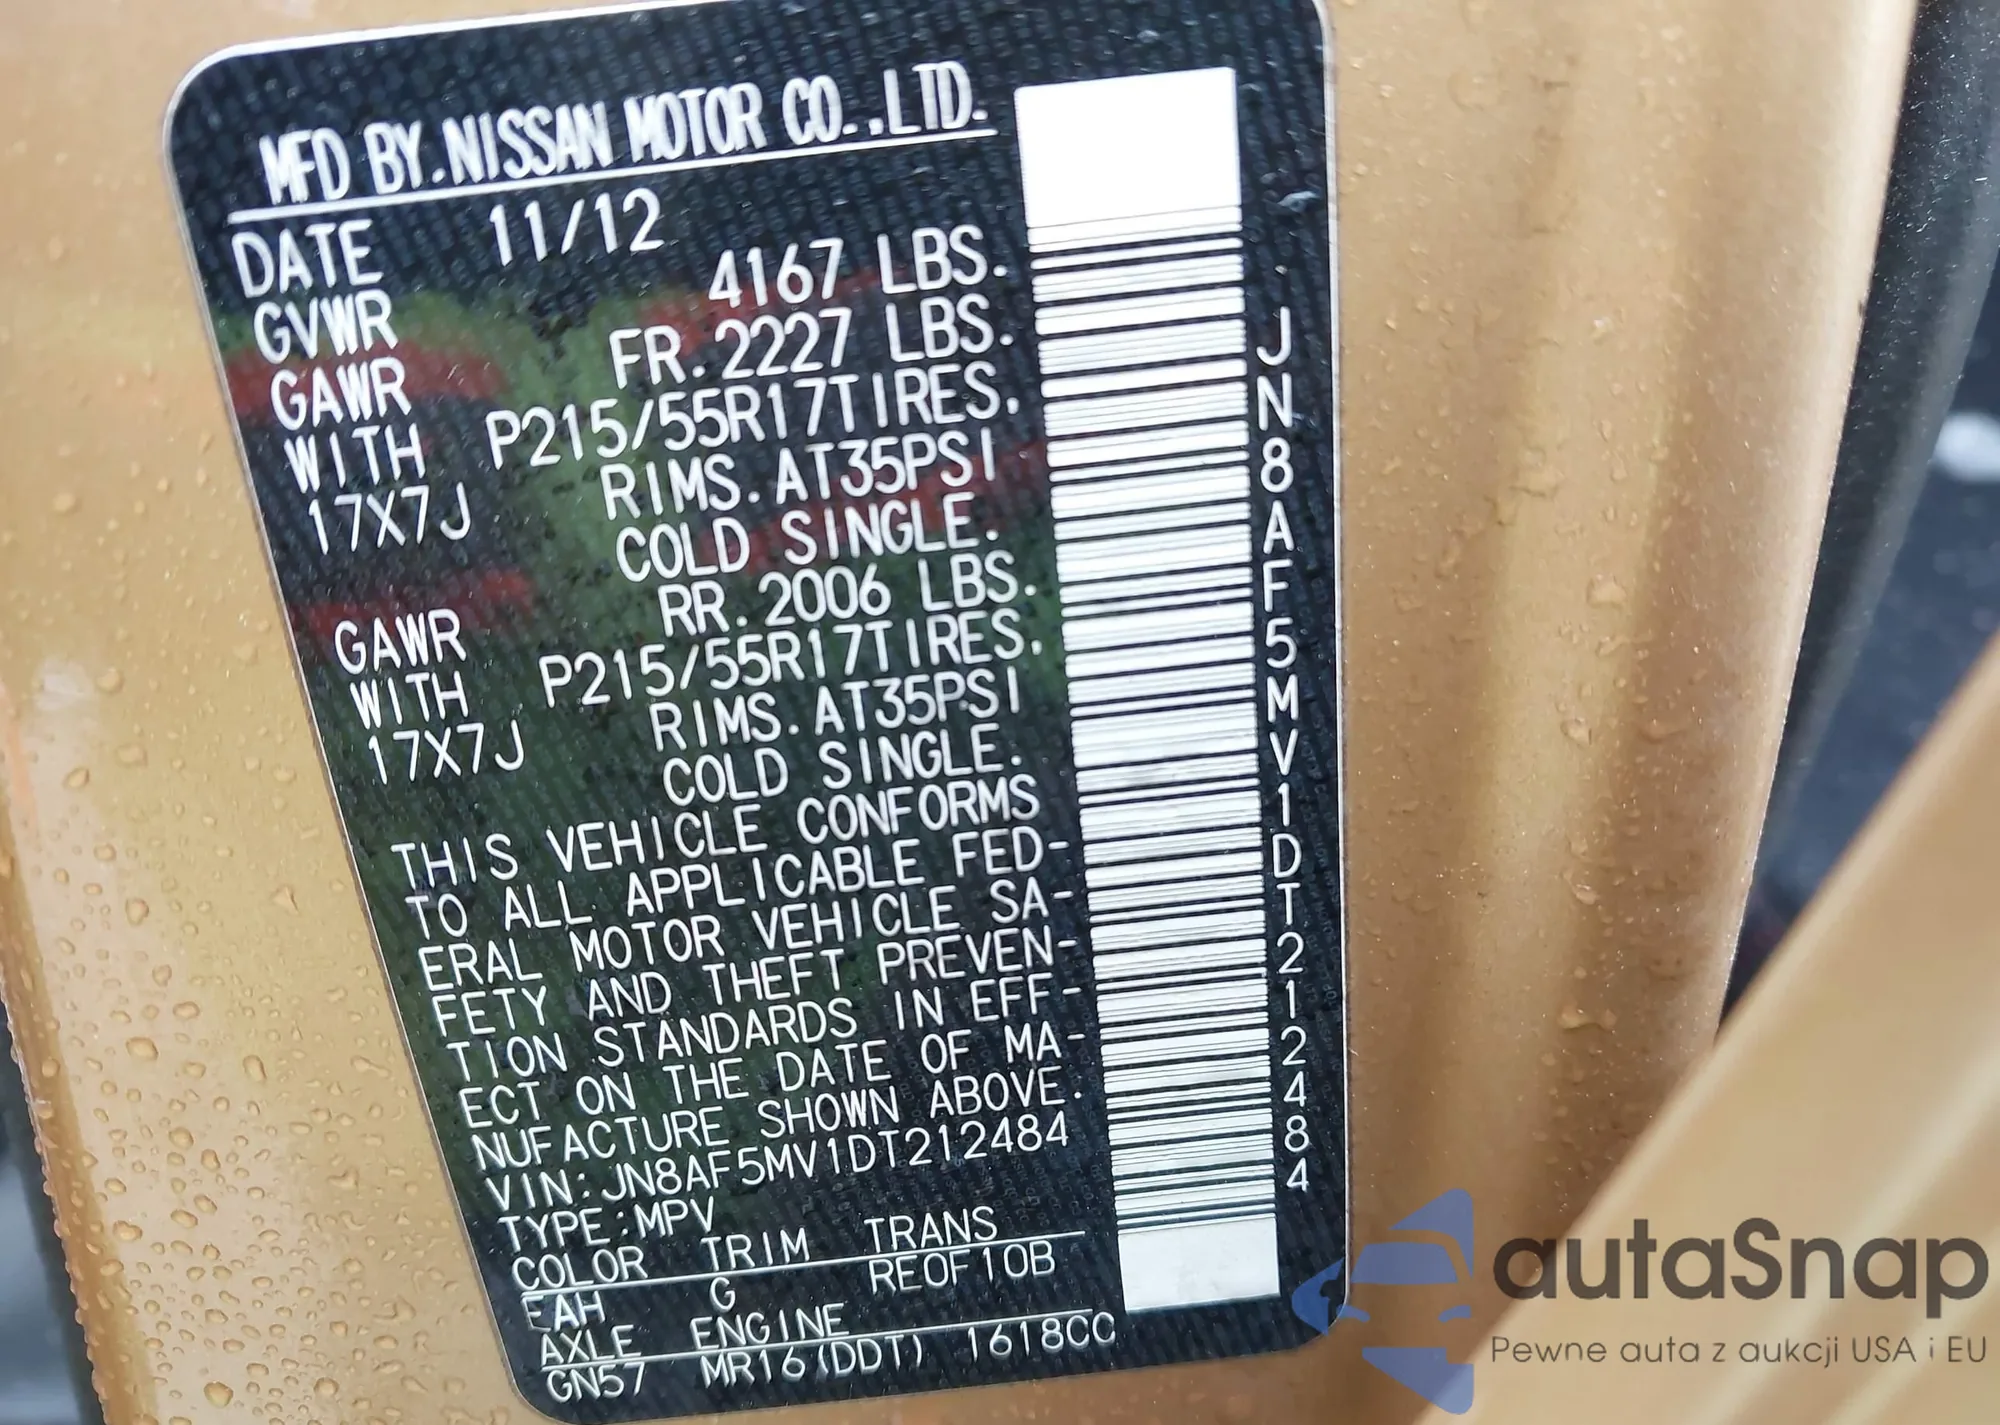 MFD BY.NISSAN MOTOR CO.,LTD.
DATE 11/12
GVWR 4167 LBS.
GAWR FR.2227 LBS.
WITH P215/55R17TIRES.
17X7J RIMS.AT35PSI
COLD SINGLE.
GAWR RR.2006 LBS.
WITH P215/55R17TIRES.
17X7J RIMS.AT35PSI
COLD SINGLE.
THIS VEHICLE CONFORMS
TO ALL APPLICABLE FED-
ERAL MOTOR VEHICLE SA-
FETY AND THEFT PREVEN-
TION STANDARDS IN EFF-
ECT ON THE DATE OF MA-
NUFACTURE SHOWN ABOVE.
VIN:JN8AF5MV1DT212484
TYPE:MPV
COLOR TRIM TRANS
EAH G RE0F10B
AXLE ENGINE
GN57 MR16(DDT) 1618CC
JN8AF5MV1DT212484
autaSnap
Pewne auta z aukcji USA i EU